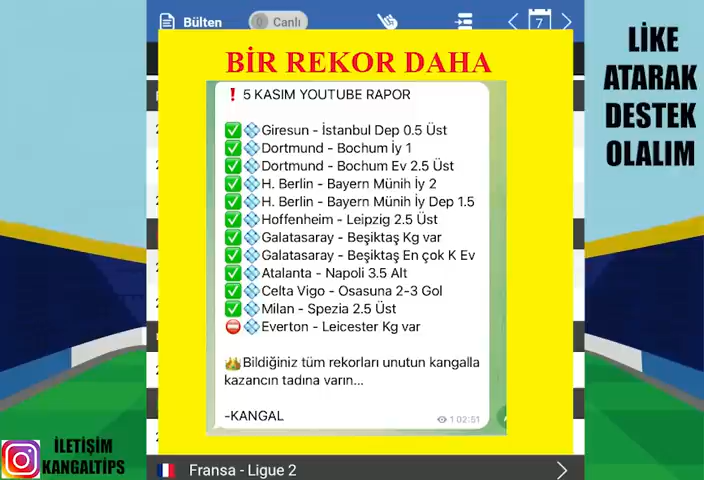 Bülten
Canlı
7
BİR REKOR DAHA
5 KASIM YOUTUBE RAPOR
Giresun - İstanbul Dep 0.5 Üst
Dortmund - Bochum İy 1
Dortmund - Bochum Ev 2.5 Üst
H. Berlin - Bayern Münih İy 2
H. Berlin - Bayern Münih İy Dep 1.5
Hoffenheim - Leipzig 2.5 Üst
Galatasaray - Beşiktaş Kg var
Galatasaray - Beşiktaş En çok K Ev
Atalanta - Napoli 3.5 Alt
Celta Vigo - Osasuna 2-3 Gol
Milan - Spezia 2.5 Üst
Everton - Leicester Kg var
Bildiğiniz tüm rekorları unutun kangalla
kazancın tadına varın...
-KANGAL
1 02:51
Fransa - Ligue 2
LİKE
ATARAK
DESTEK
OLALIM
İLETİŞİM
KANGALTİPS